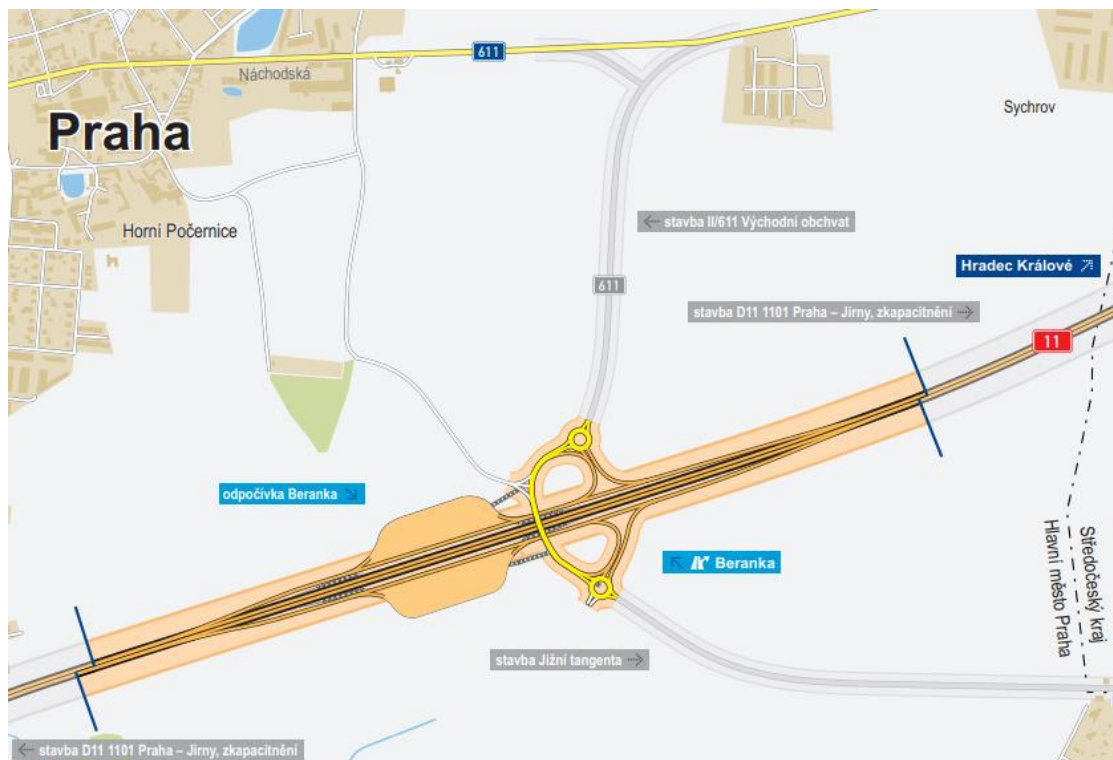 611
Náchodská
Praha
Sychrov
Horní Počernice
← stavba II/611 Východní obchvat
Hradec Králové
611
stavba D11 1101 Praha – Jirny, zkapacitnění →
11
odpočívka Beranka
Beranka
Středočeský kraj
Hlavní město Praha
stavba Jižní tangenta →
← stavba D11 1101 Praha – Jirny, zkapacitnění